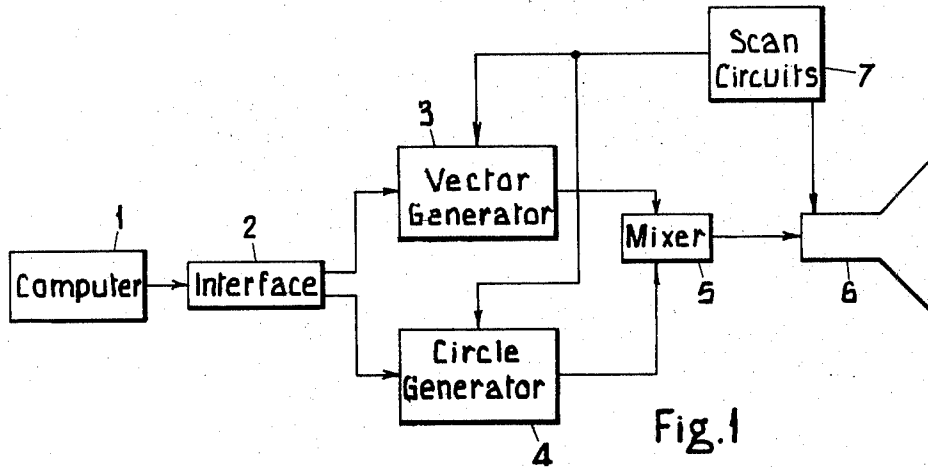 Scan
Circuits
7
3
Vector
Generator
1
2
Computer
Interface
Mixer
5
6
Circle
Generator
4
Fig.1